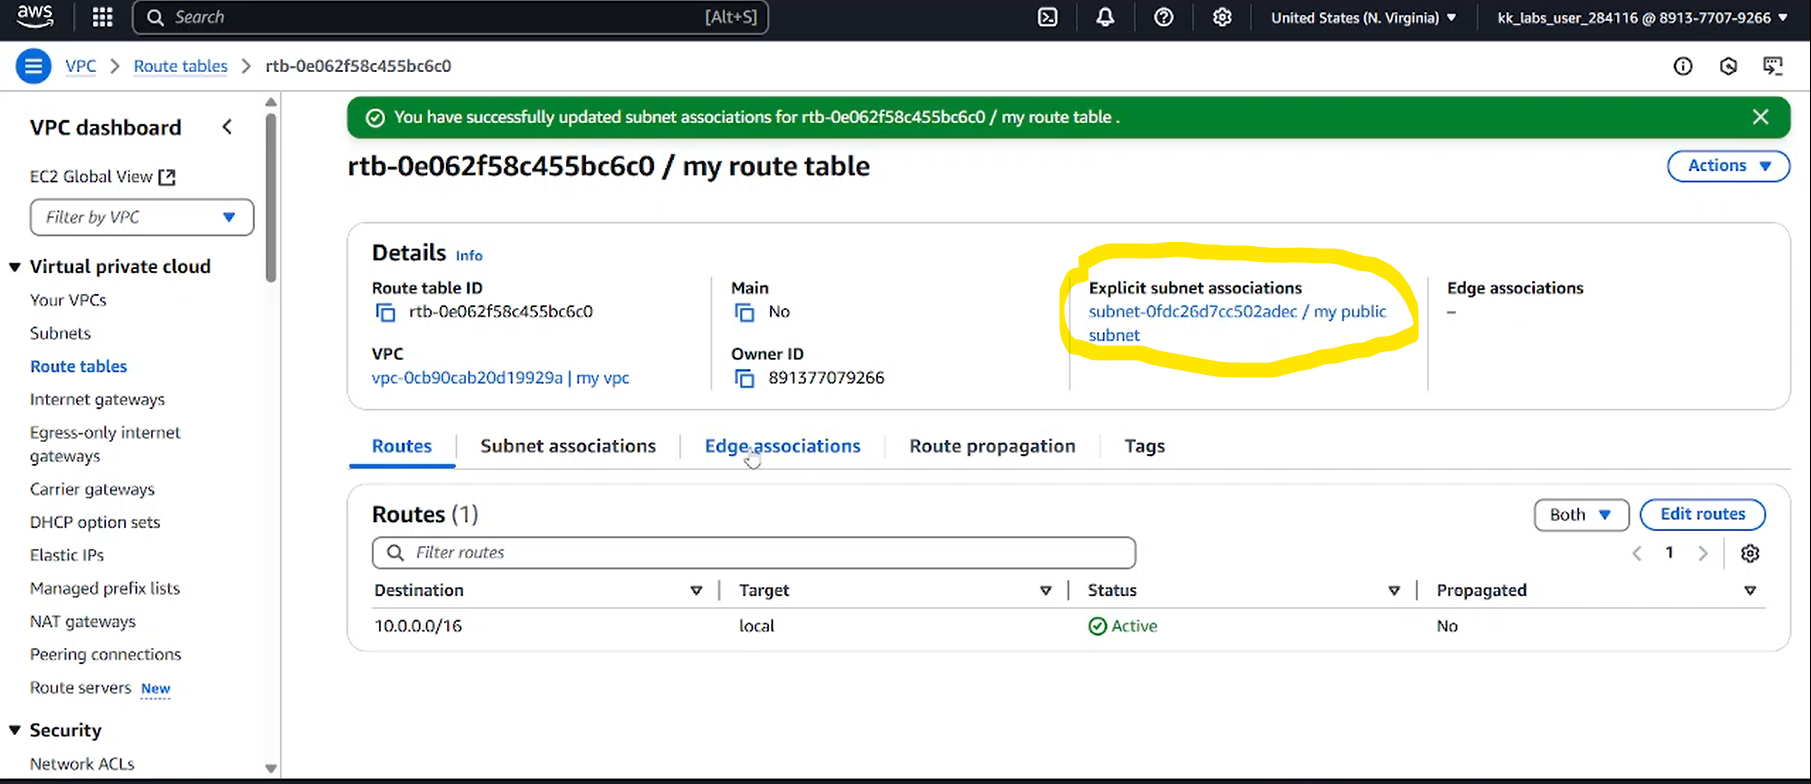 aws
Search
[Alt+S]
United States (N. Virginia)
kk_labs_user_284116 @ 8913-7707-9266
VPC
Route tables
rtb-0e062f58c455bc6c0
VPC dashboard
EC2 Global View
Filter by VPC
Virtual private cloud
Your VPCs
Subnets
Route tables
Internet gateways
Egress-only internet
gateways
Carrier gateways
DHCP option sets
Elastic IPs
Managed prefix lists
NAT gateways
Peering connections
Route servers New
Security
Network ACLs
You have successfully updated subnet associations for rtb-0e062f58c455bc6c0 / my route table .
rtb-0e062f58c455bc6c0 / my route table
Actions
Details Info
Route table ID
rtb-0e062f58c455bc6c0
VPC
vpc-0cb90cab20d19929a | my vpc
Main
No
Owner ID
891377079266
Explicit subnet associations
subnet-0fdc26d7cc502adec / my public
subnet
Edge associations
–
Routes
Subnet associations
Edge associations
Route propagation
Tags
Routes (1)
Both
Edit routes
Filter routes
1
Destination
Target
Status
Propagated
10.0.0.0/16
local
Active
No